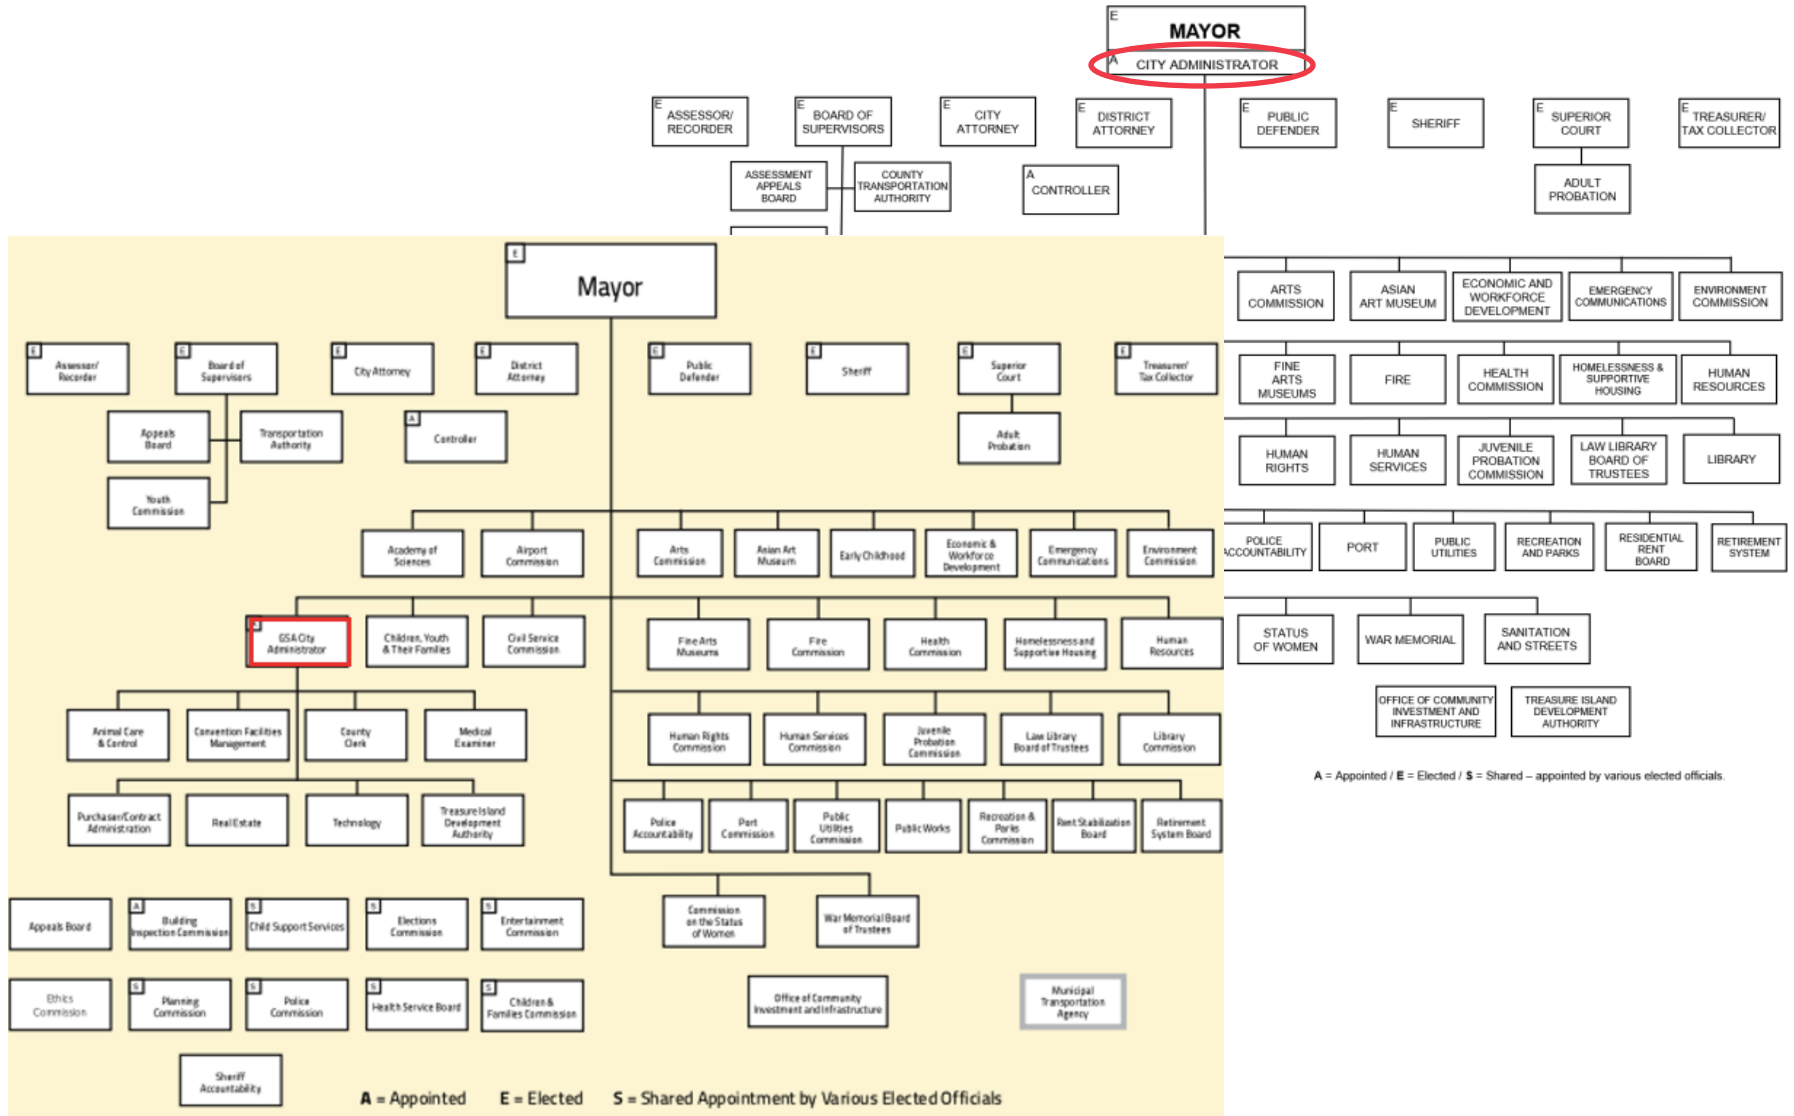 E
MAYOR
A
CITY ADMINISTRATOR
E
ASSESSOR/
RECORDER
E
BOARD OF
SUPERVISORS
E
CITY
ATTORNEY
E
DISTRICT
ATTORNEY
E
PUBLIC
DEFENDER
E
SHERIFF
E
SUPERIOR
COURT
E
TREASURER/
TAX COLLECTOR
ASSESSMENT
APPEALS
BOARD
COUNTY
TRANSPORTATION
AUTHORITY
A
CONTROLLER
ADULT
PROBATION
ARTS
COMMISSION
ASIAN
ART MUSEUM
ECONOMIC AND
WORKFORCE
DEVELOPMENT
EMERGENCY
COMMUNICATIONS
ENVIRONMENT
COMMISSION
FINE
ARTS
MUSEUMS
FIRE
HEALTH
COMMISSION
HOMELESSNESS &
SUPPORTIVE
HOUSING
HUMAN
RESOURCES
HUMAN
RIGHTS
HUMAN
SERVICES
JUVENILE
PROBATION
COMMISSION
LAW LIBRARY
BOARD OF
TRUSTEES
LIBRARY
POLICE
ACCOUNTABILITY
PORT
PUBLIC
UTILITIES
RECREATION
AND PARKS
RESIDENTIAL
RENT
BOARD
RETIREMENT
SYSTEM
STATUS
OF WOMEN
WAR MEMORIAL
SANITATION
AND STREETS
OFFICE OF COMMUNITY
INVESTMENT AND
INFRASTRUCTURE
TREASURE ISLAND
DEVELOPMENT
AUTHORITY
A = Appointed / E = Elected / S = Shared – appointed by various elected officials.
E
Mayor
E
Assessor/
Recorder
E
Board of
Supervisors
E
City Attorney
E
District
Attorney
E
Public
Defender
E
Sheriff
E
Superior
Court
E
Treasurer/
Tax Collector
Appeals
Board
Transportation
Authority
A
Controller
Adult
Probation
Youth
Commission
Academy of
Sciences
Airport
Commission
Arts
Commission
Asian Art
Museum
Early Childhood
Economic &
Workforce
Development
Emergency
Communications
Environment
Commission
GSA City
Administrator
Children, Youth
& Their Families
Civil Service
Commission
Fine Arts
Museums
Fire
Commission
Health
Commission
Homelessness and
Supportive Housing
Human
Resources
Animal Care
& Control
Convention Facilities
Management
County
Clerk
Medical
Examiner
Human Rights
Commission
Human Services
Commission
Juvenile
Probation
Commission
Law Library
Board of Trustees
Library
Commission
Purchaser/Contract
Administration
Real Estate
Technology
Treasure Island
Development
Authority
Police
Accountability
Port
Commission
Public
Utilities
Commission
Public Works
Recreation &
Parks
Commission
Rent Stabilization
Board
Retirement
System Board
Commission
on the Status
of Women
War Memorial Board
of Trustees
Appeals Board
A
Building
Inspection Commission
S
Child Support Services
S
Elections
Commission
S
Entertainment
Commission
Ethics
Commission
S
Planning
Commission
S
Police
Commission
S
Health Service Board
S
Children &
Families Commission
Office of Community
Investment and Infrastructure
Municipal
Transportation
Agency
Sheriff
Accountability
A = Appointed E = Elected S = Shared Appointment by Various Elected Officials